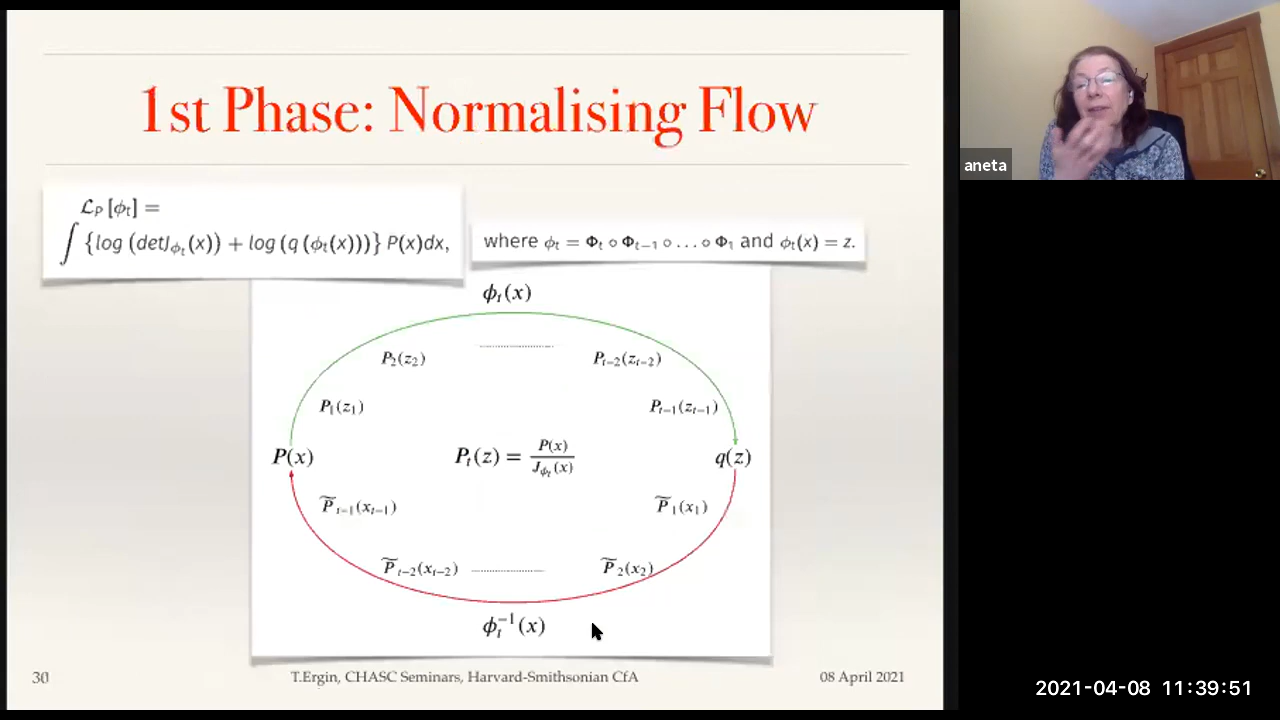 1st Phase: Normalising Flow
aneta
ℒ_P [ϕ_t] =
∫ {log (detJ_{ϕ_t}(x)) + log (q (ϕ_t(x)))} P(x)dx,
where ϕ_t = Φ_t ∘ Φ_{t−1} ∘ … ∘ Φ_1 and ϕ_t(x) = z.
ϕ_t(x)
P_2(z_2) P_{t−2}(z_{t−2})
P_1(z_1) P_{t−1}(z_{t−1})
P(x) P_t(z) = P(x) / J_{ϕ_t}(x) q(z)
P̃_{t−1}(x_{t−1}) P̃_1(x_1)
P̃_{t−2}(x_{t−2}) P̃_2(x_2)
ϕ_t^{−1}(x)
30 T.Ergin, CHASC Seminars, Harvard-Smithsonian CfA 08 April 2021
2021-04-08 11:39:51